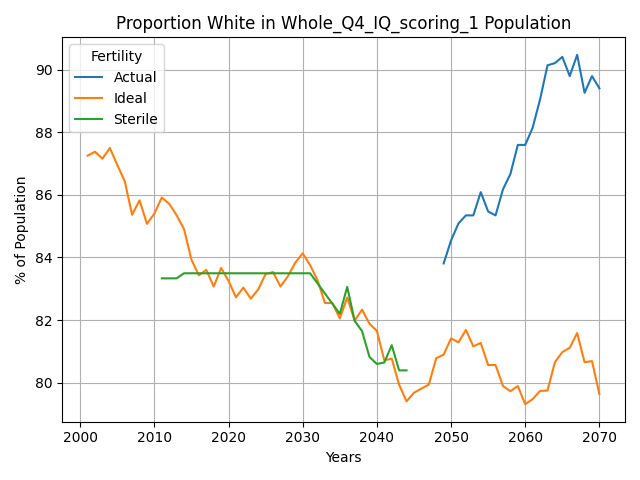 Proportion White in Whole_Q4_IQ_scoring_1 Population
Fertility
Actual
Ideal
Sterile
% of Population
90
88
86
84
82
80
2000 2010 2020 2030 2040 2050 2060 2070
Years